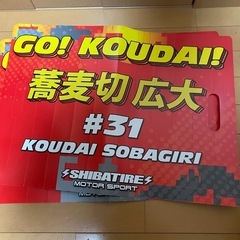 GO! KOUDAI!
蕎麦切 広大
#31
KOUDAI SOBAGIRI
SHIBATIRE
MOTOR SPORT